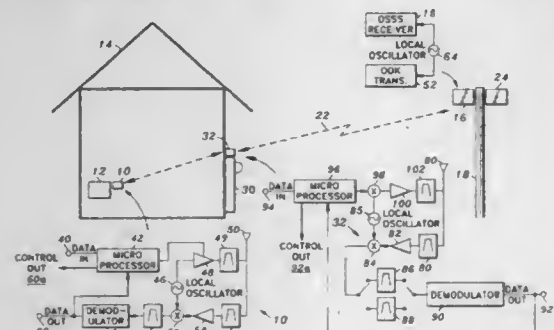 DSSS
RECEIVER
18
LOCAL
OSCILLATOR
64
OOK
TRANS.
52
24
16
14
22
32
12
10
30
18
96
98
102
80
DATA
IN
94
MICRO
PROCESSOR
100
85
LOCAL
OSCILLATOR
32
82
84
80
CONTROL
OUT
92a
86
88
DEMODULATOR
90
DATA
OUT
40
DATA
IN
42
MICRO
PROCESSOR
49
50
48
CONTROL
OUT
60a
46
LOCAL
OSCILLATOR
10
DATA
OUT
DEMOD-
ULATOR